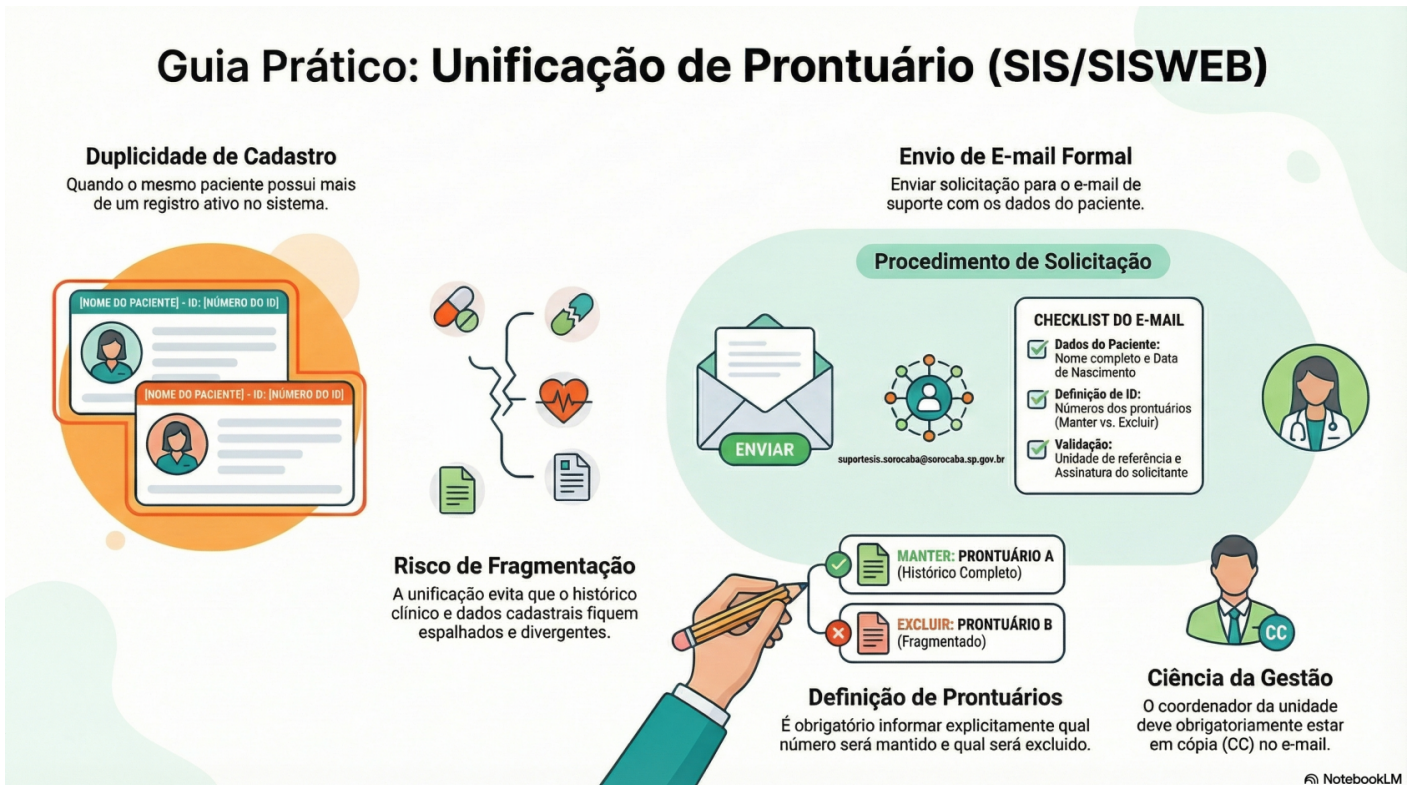 Guia Prático: Unificação de Prontuário (SIS/SISWEB)
Duplicidade de Cadastro
Quando o mesmo paciente possui mais
de um registro ativo no sistema.
[NOME DO PACIENTE] - ID: [NÚMERO DO ID]
[NOME DO PACIENTE] - ID: [NÚMERO DO ID]
Risco de Fragmentação
A unificação evita que o histórico
clínico e dados cadastrais fiquem
espalhados e divergentes.
Envio de E-mail Formal
Enviar solicitação para o e-mail de
suporte com os dados do paciente.
Procedimento de Solicitação
ENVIAR
suportesis.sorocaba@sorocaba.sp.gov.br
CHECKLIST DO E-MAIL
Dados do Paciente:
Nome completo e Data
de Nascimento
Definição de ID:
Números dos prontuários
(Manter vs. Excluir)
Validação:
Unidade de referência e
Assinatura do solicitante
MANTER: PRONTUÁRIO A
(Histórico Completo)
EXCLUIR: PRONTUÁRIO B
(Fragmentado)
Definição de Prontuários
É obrigatório informar explicitamente qual
número será mantido e qual será excluido.
CC
Ciência da Gestão
O coordenador da unidade
deve obrigatoriamente estar
em cópia (CC) no e-mail.
NotebookLM